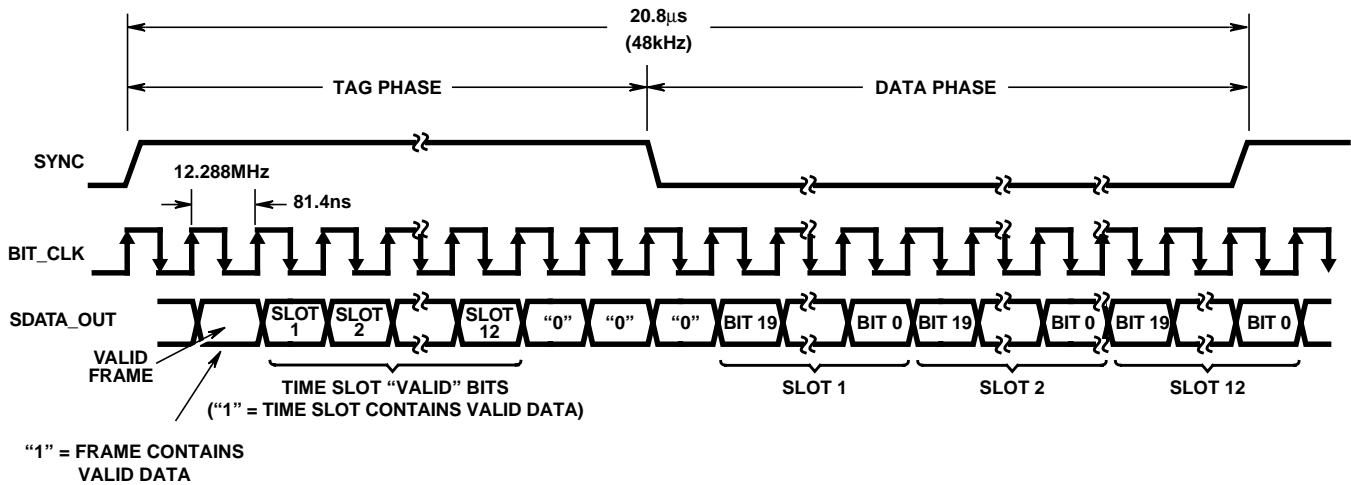 20.8µs
(48kHz)
TAG PHASE
DATA PHASE
SYNC
12.288MHz
81.4ns
BIT_CLK
SDATA_OUT
SLOT
1
SLOT
2
SLOT
12
“0”
“0”
“0”
BIT 19
BIT 0
BIT 19
BIT 0
BIT 19
BIT 0
VALID
FRAME
TIME SLOT “VALID” BITS
(“1” = TIME SLOT CONTAINS VALID DATA)
SLOT 1
SLOT 2
SLOT 12
“1” = FRAME CONTAINS
VALID DATA